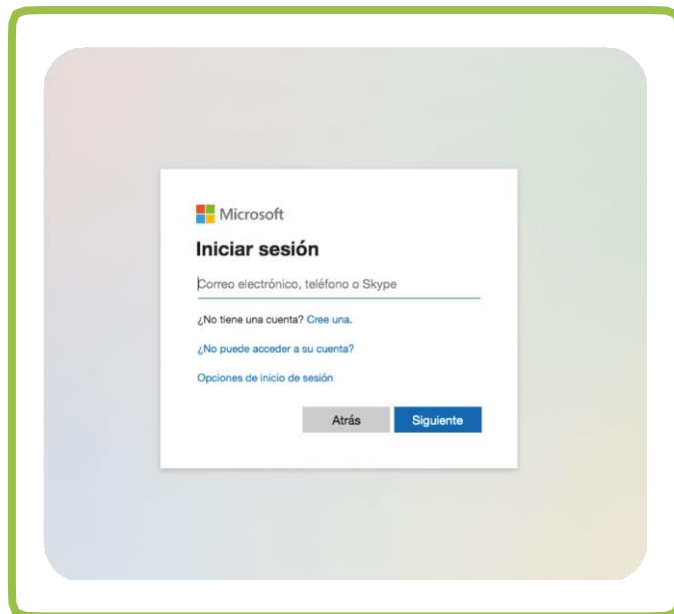 Microsoft
Iniciar sesión
Correo electrónico, teléfono o Skype
¿No tiene una cuenta? Cree una.
¿No puede acceder a su cuenta?
Opciones de inicio de sesión
Atrás Siguiente